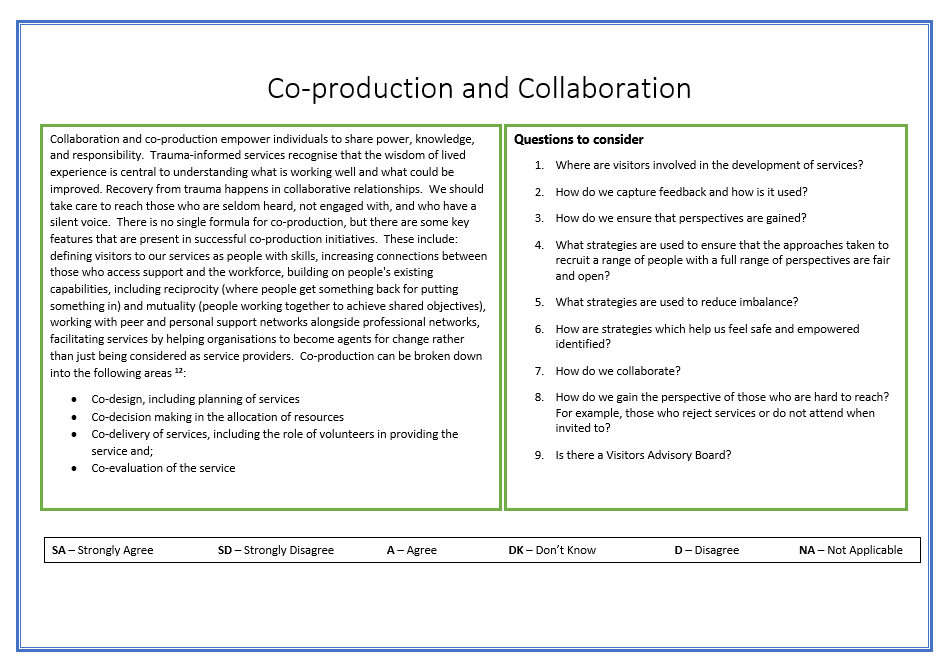 Co-production and Collaboration
Collaboration and co-production empower individuals to share power, knowledge,
and responsibility.  Trauma-informed services recognise that the wisdom of lived
experience is central to understanding what is working well and what could be
improved. Recovery from trauma happens in collaborative relationships.  We should
take care to reach those who are seldom heard, not engaged with, and who have a
silent voice.  There is no single formula for co-production, but there are some key
features that are present in successful co-production initiatives.  These include:
defining visitors to our services as people with skills, increasing connections between
those who access support and the workforce, building on people's existing
capabilities, including reciprocity (where people get something back for putting
something in) and mutuality (people working together to achieve shared objectives),
working with peer and personal support networks alongside professional networks,
facilitating services by helping organisations to become agents for change rather
than just being considered as service providers.  Co-production can be broken down
into the following areas ¹²:
• Co-design, including planning of services
• Co-decision making in the allocation of resources
• Co-delivery of services, including the role of volunteers in providing the
service and;
• Co-evaluation of the service
Questions to consider
1. Where are visitors involved in the development of services?
2. How do we capture feedback and how is it used?
3. How do we ensure that perspectives are gained?
4. What strategies are used to ensure that the approaches taken to
recruit a range of people with a full range of perspectives are fair
and open?
5. What strategies are used to reduce imbalance?
6. How are strategies which help us feel safe and empowered
identified?
7. How do we collaborate?
8. How do we gain the perspective of those who are hard to reach?
For example, those who reject services or do not attend when
invited to?
9. Is there a Visitors Advisory Board?
SA – Strongly Agree SD – Strongly Disagree A – Agree DK – Don't Know D – Disagree NA – Not Applicable